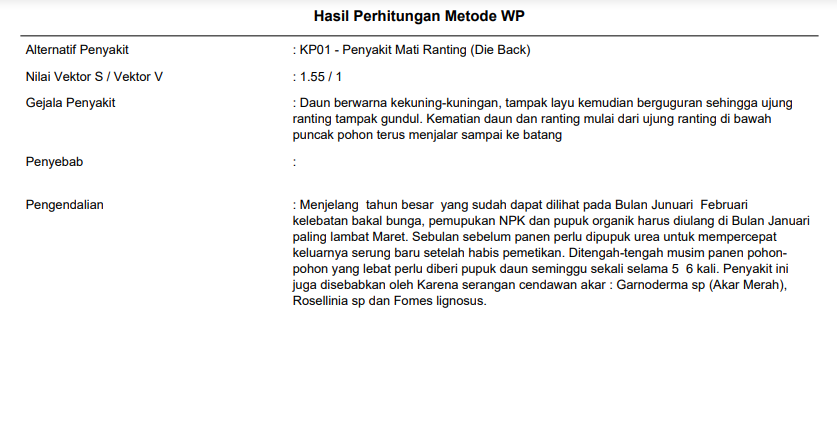 Hasil Perhitungan Metode WP
Alternatif Penyakit : KP01 - Penyakit Mati Ranting (Die Back)
Nilai Vektor S / Vektor V : 1.55 / 1
Gejala Penyakit : Daun berwarna kekuning-kuningan, tampak layu kemudian berguguran sehingga ujung
ranting tampak gundul. Kematian daun dan ranting mulai dari ujung ranting di bawah
puncak pohon terus menjalar sampai ke batang
Penyebab :
Pengendalian : Menjelang tahun besar yang sudah dapat dilihat pada Bulan Junuari Februari
kelebatan bakal bunga, pemupukan NPK dan pupuk organik harus diulang di Bulan Januari
paling lambat Maret. Sebulan sebelum panen perlu dipupuk urea untuk mempercepat
keluarnya serung baru setelah habis pemetikan. Ditengah-tengah musim panen pohon-
pohon yang lebat perlu diberi pupuk daun seminggu sekali selama 5 6 kali. Penyakit ini
juga disebabkan oleh Karena serangan cendawan akar : Garnoderma sp (Akar Merah),
Rosellinia sp dan Fomes lignosus.